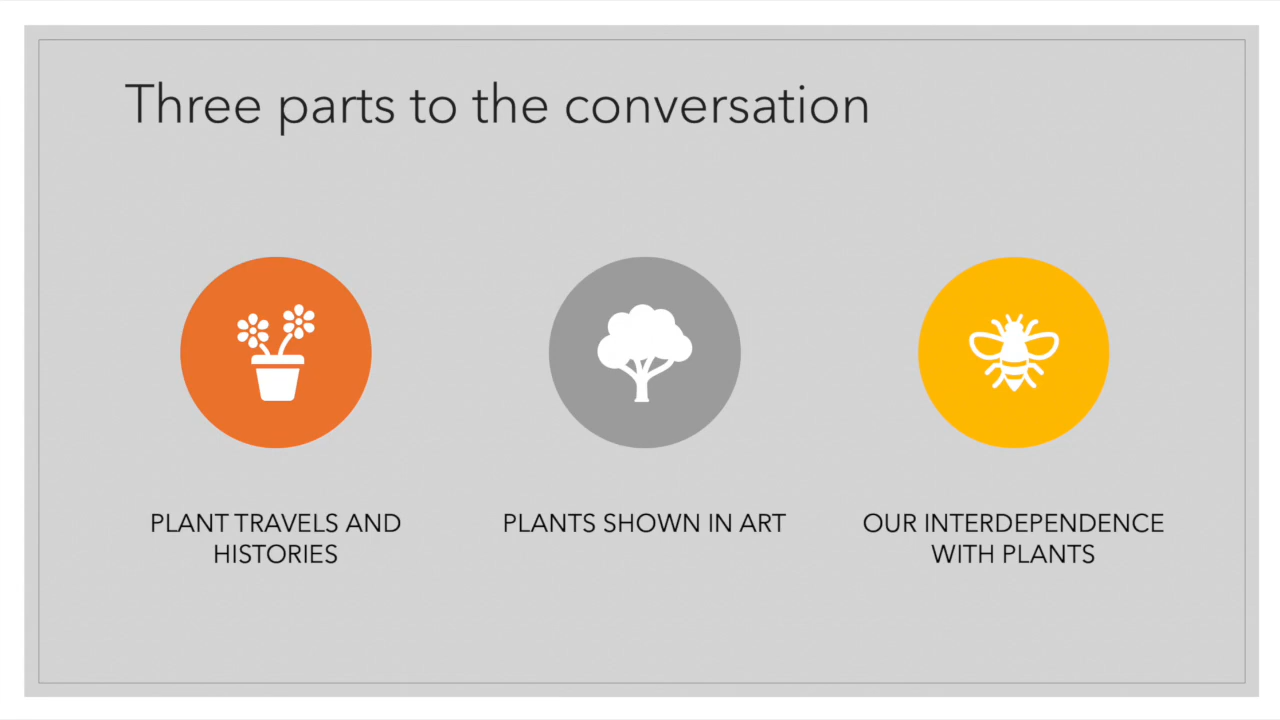 Three parts to the conversation
PLANT TRAVELS AND
HISTORIES
PLANTS SHOWN IN ART
OUR INTERDEPENDENCE
WITH PLANTS